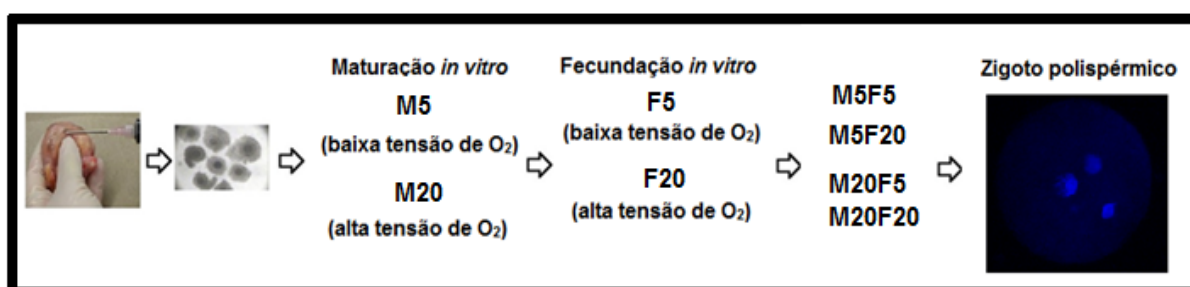 Maturação in vitro
M5
(baixa tensão de O₂)
M20
(alta tensão de O₂)
Fecundação in vitro
F5
(baixa tensão de O₂)
F20
(alta tensão de O₂)
M5F5
M5F20
M20F5
M20F20
Zigoto polispérmico